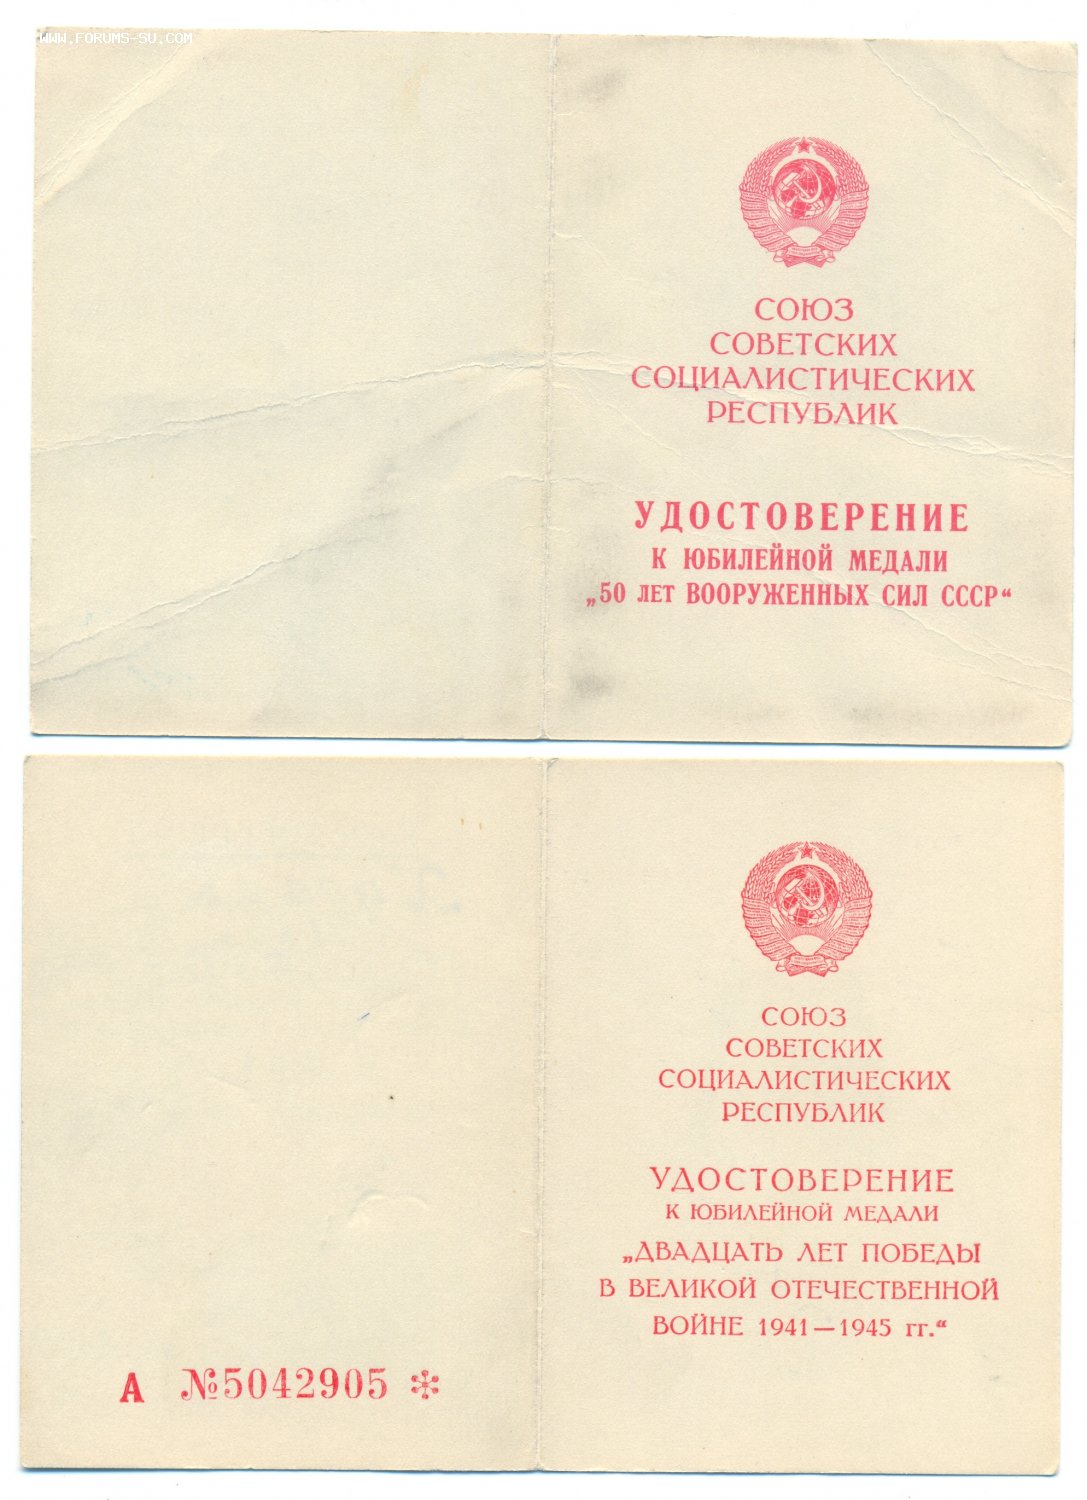 WWW.FORUMS-SU.COM
СОЮЗ
СОВЕТСКИХ
СОЦИАЛИСТИЧЕСКИХ
РЕСПУБЛИК
УДОСТОВЕРЕНИЕ
К ЮБИЛЕЙНОЙ МЕДАЛИ
„50 ЛЕТ ВООРУЖЕННЫХ СИЛ СССР“
СОЮЗ
СОВЕТСКИХ
СОЦИАЛИСТИЧЕСКИХ
РЕСПУБЛИК
УДОСТОВЕРЕНИЕ
К ЮБИЛЕЙНОЙ МЕДАЛИ
„ДВАДЦАТЬ ЛЕТ ПОБЕДЫ
В ВЕЛИКОЙ ОТЕЧЕСТВЕННОЙ
ВОЙНЕ 1941—1945 гг.“
А №5042905 *